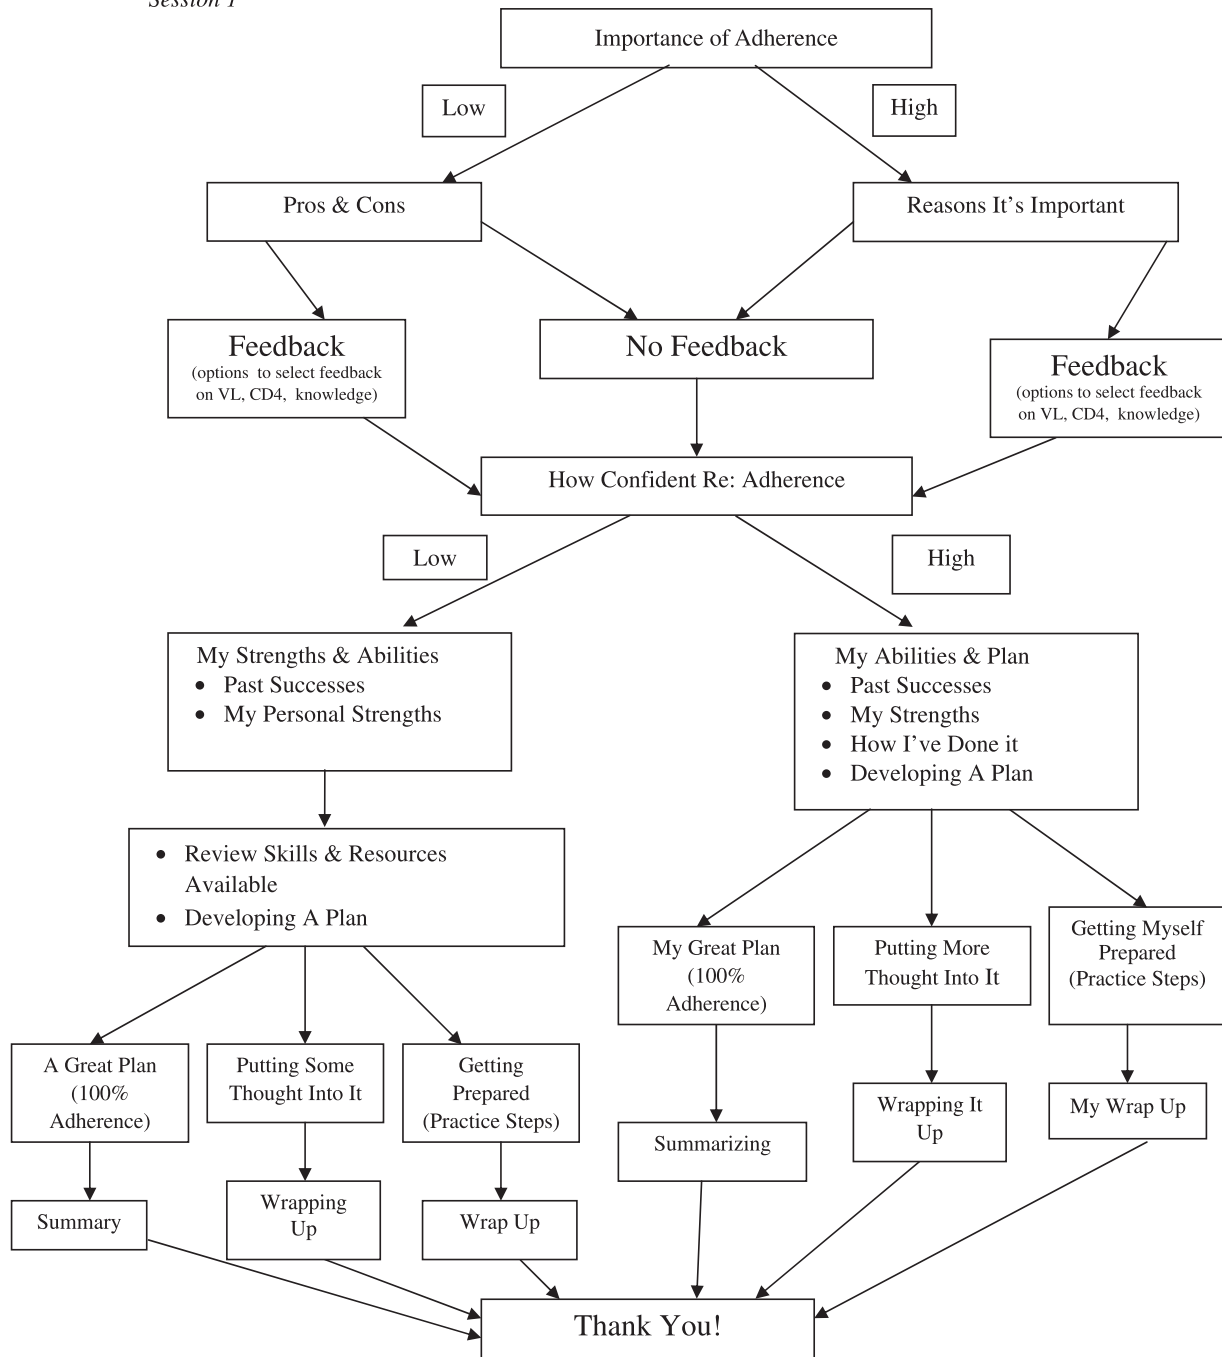 Session 1
Importance of Adherence
Low
High
Pros & Cons
Reasons It's Important
Feedback
(options to select feedback
on VL, CD4, knowledge)
No Feedback
Feedback
(options to select feedback
on VL, CD4, knowledge)
How Confident Re: Adherence
Low
High
My Strengths & Abilities
• Past Successes
• My Personal Strengths
My Abilities & Plan
• Past Successes
• My Strengths
• How I've Done it
• Developing A Plan
• Review Skills & Resources
Available
• Developing A Plan
My Great Plan
(100%
Adherence)
Putting More
Thought Into It
Getting Myself
Prepared
(Practice Steps)
A Great Plan
(100%
Adherence)
Putting Some
Thought Into It
Getting
Prepared
(Practice Steps)
Summarizing
Wrapping It
Up
My Wrap Up
Summary
Wrapping
Up
Wrap Up
Thank You!